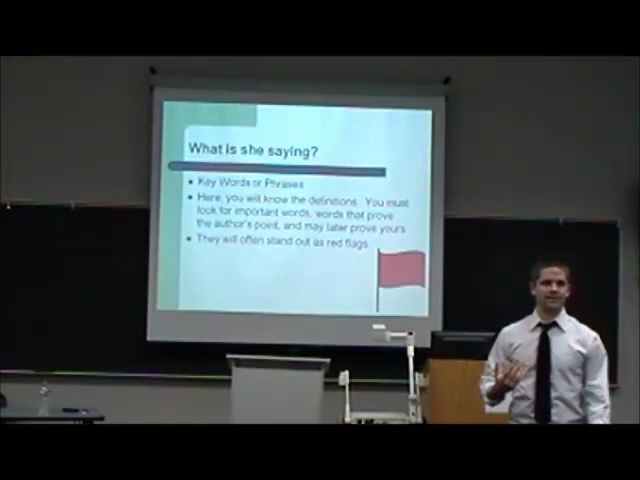 What is she saying?
Key Words or Phrases
Here, you will know the definitions. You must
look for important words, words that prove
the author's point, and may later prove yours.
They will often stand out as red flags.